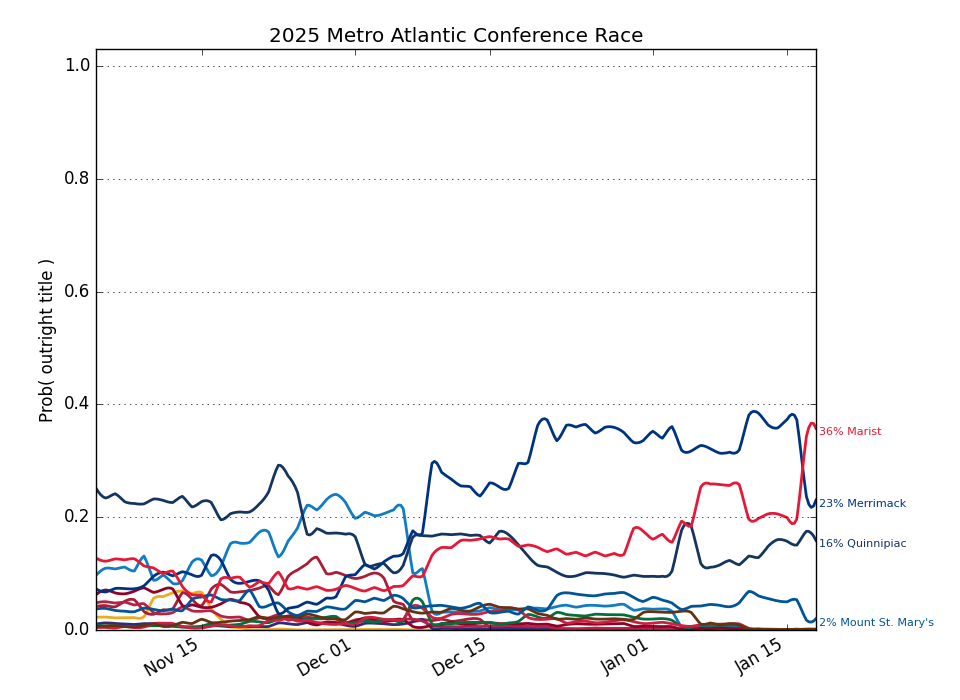 2025 Metro Atlantic Conference Race
1.0
0.8
0.6
0.4
0.2
0.0
Prob( outright title )
36% Marist
23% Merrimack
16% Quinnipiac
2% Mount St. Mary's
Nov 15
Dec 01
Dec 15
Jan 01
Jan 15